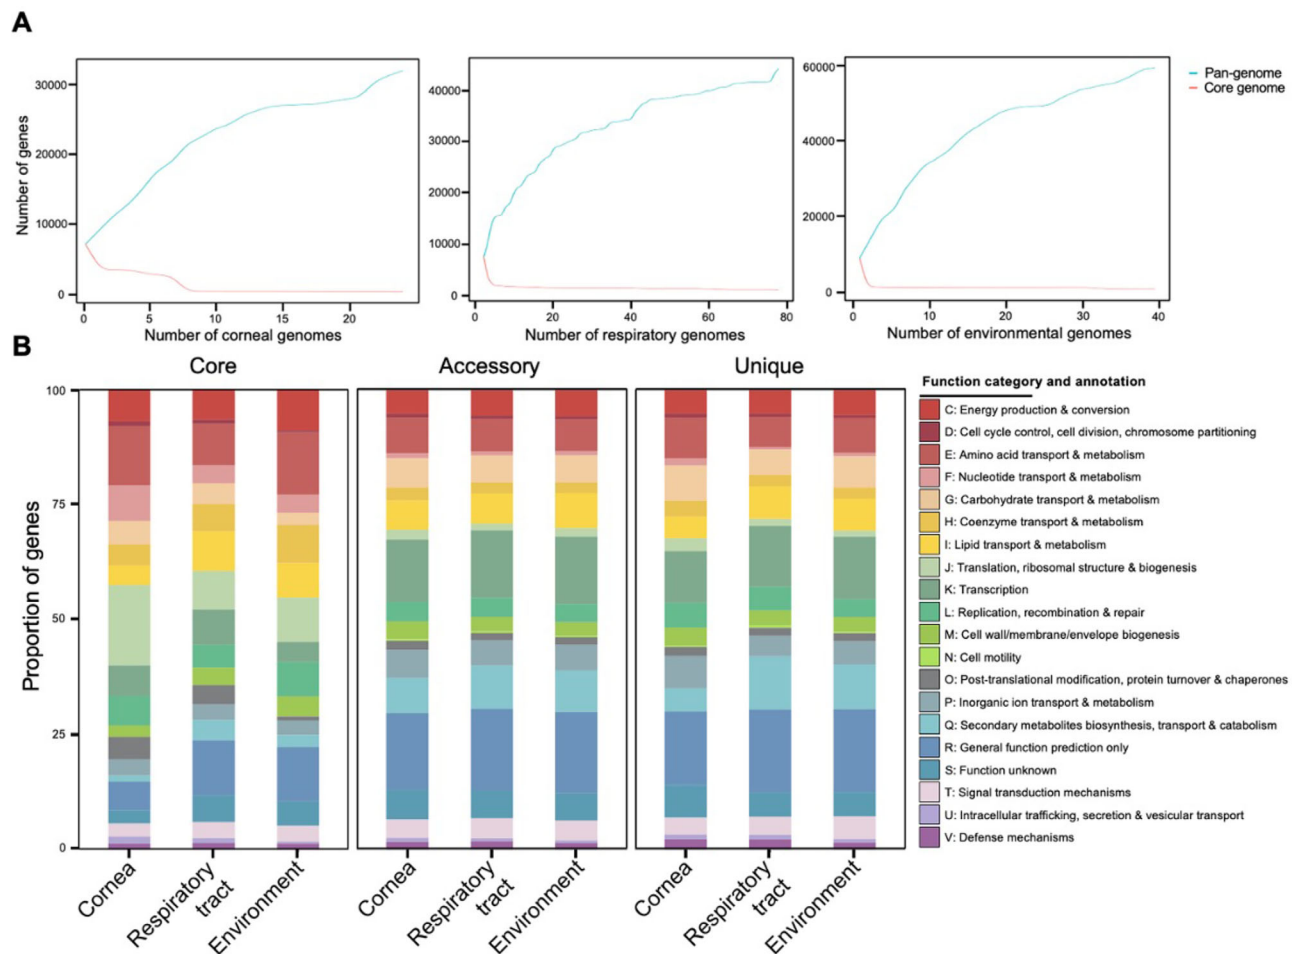 A
Number of genes
30000
20000
10000
0
0 5 10 15 20
Number of corneal genomes
40000
30000
20000
10000
0
0 20 40 60 80
Number of respiratory genomes
60000
40000
20000
0
0 10 20 30 40
Number of environmental genomes
Pan-genome
Core genome
B
Core
Accessory
Unique
Proportion of genes
100
75
50
25
0
Cornea
Respiratory
tract
Environment
Cornea
Respiratory
tract
Environment
Cornea
Respiratory
tract
Environment
Function category and annotation
C: Energy production & conversion
D: Cell cycle control, cell division, chromosome partitioning
E: Amino acid transport & metabolism
F: Nucleotide transport & metabolism
G: Carbohydrate transport & metabolism
H: Coenzyme transport & metabolism
I: Lipid transport & metabolism
J: Translation, ribosomal structure & biogenesis
K: Transcription
L: Replication, recombination & repair
M: Cell wall/membrane/envelope biogenesis
N: Cell motility
O: Post-translational modification, protein turnover & chaperones
P: Inorganic ion transport & metabolism
Q: Secondary metabolites biosynthesis, transport & catabolism
R: General function prediction only
S: Function unknown
T: Signal transduction mechanisms
U: Intracellular trafficking, secretion & vesicular transport
V: Defense mechanisms